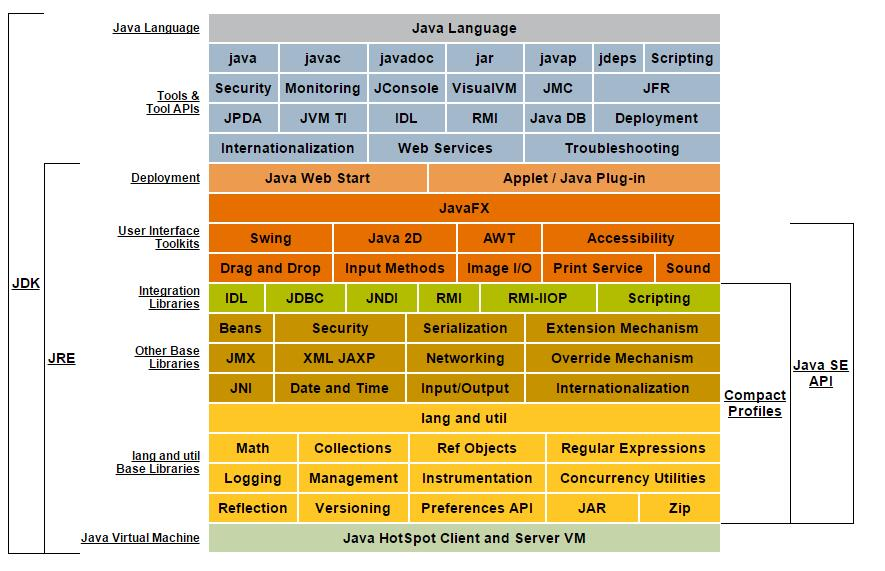 Java Language
Java Language
java javac javadoc jar javap jdeps Scripting
Tools &
Tool APIs
Security Monitoring JConsole VisualVM JMC JFR
JPDA JVM TI IDL RMI Java DB Deployment
Internationalization Web Services Troubleshooting
Deployment
Java Web Start Applet / Java Plug-in
JavaFX
User Interface
Toolkits
Swing Java 2D AWT Accessibility
Drag and Drop Input Methods Image I/O Print Service Sound
Integration
Libraries
IDL JDBC JNDI RMI RMI-IIOP Scripting
Beans Security Serialization Extension Mechanism
Other Base
Libraries
JMX XML JAXP Networking Override Mechanism
JNI Date and Time Input/Output Internationalization
lang and util
lang and util
Base Libraries
Math Collections Ref Objects Regular Expressions
Logging Management Instrumentation Concurrency Utilities
Reflection Versioning Preferences API JAR Zip
Java Virtual Machine
Java HotSpot Client and Server VM
JDK
JRE
Compact
Profiles
Java SE
API